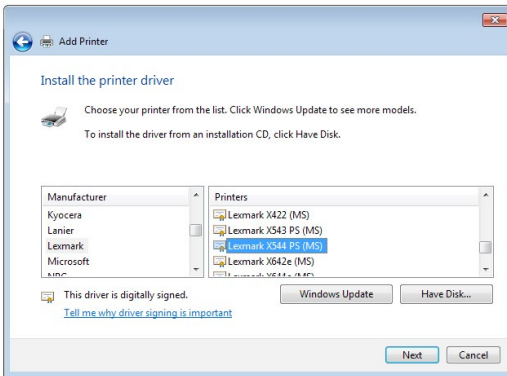 Add Printer
Install the printer driver
Choose your printer from the list. Click Windows Update to see more models.
To install the driver from an installation CD, click Have Disk.
Manufacturer
Kyocera
Lanier
Lexmark
Microsoft
Printers
Lexmark X422 (MS)
Lexmark X543 PS (MS)
Lexmark X544 PS (MS)
Lexmark X642e (MS)
This driver is digitally signed.
Tell me why driver signing is important
Windows Update
Have Disk...
Next
Cancel